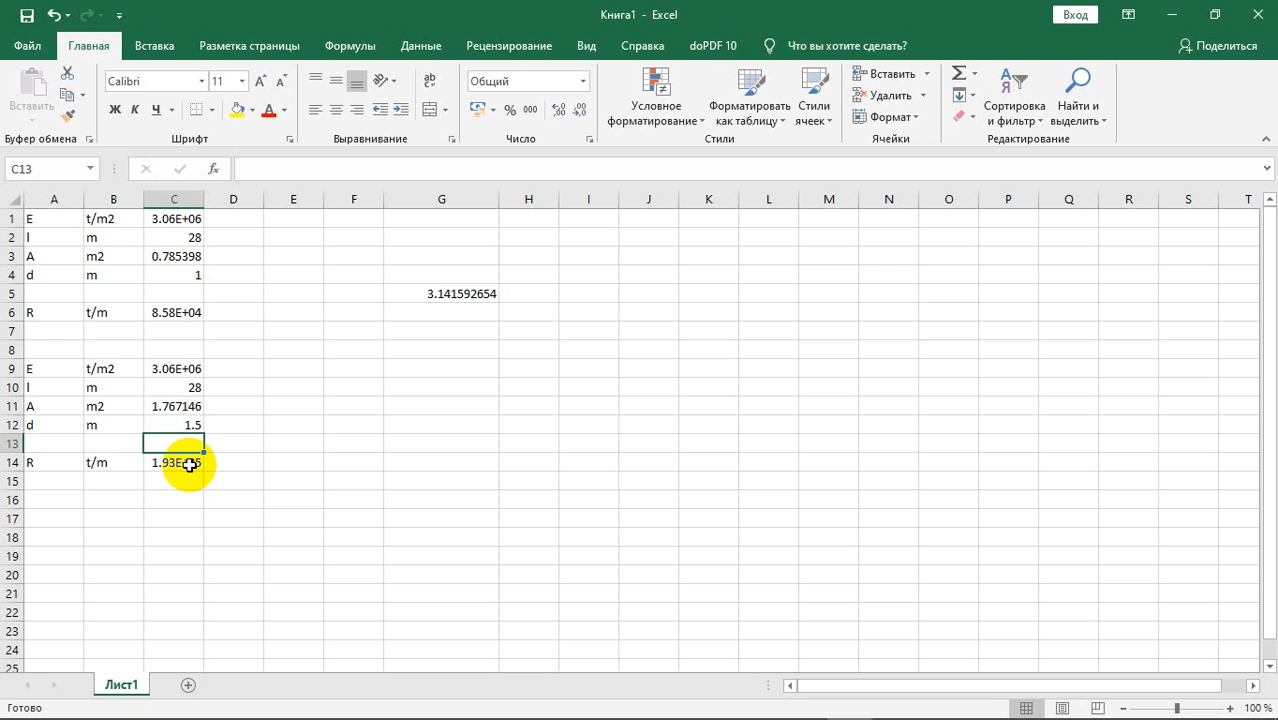 Книга1 - Excel
Вход
Файл Главная Вставка Разметка страницы Формулы Данные Рецензирование Вид Справка doPDF 10 Что вы хотите сделать? Поделиться
Вставить
Calibri 11
Общий
Ж К Ч
% 000
Условное форматирование
Форматировать как таблицу
Стили ячеек
Вставить
Удалить
Формат
Сортировка и фильтр
Найти и выделить
Буфер обмена Шрифт Выравнивание Число Стили Ячейки Редактирование
C13 fx
A B C D E F G H I J K L M N O P Q R S T
1 E t/m2 3.06E+06
2 l m 28
3 A m2 0.785398
4 d m 1
5 3.141592654
6 R t/m 8.58E+04
7
8
9 E t/m2 3.06E+06
10 l m 28
11 A m2 1.767146
12 d m 1.5
13
14 R t/m 1.93E+05
15
16
17
18
19
20
21
22
23
24
25
Лист1
Готово 100 %